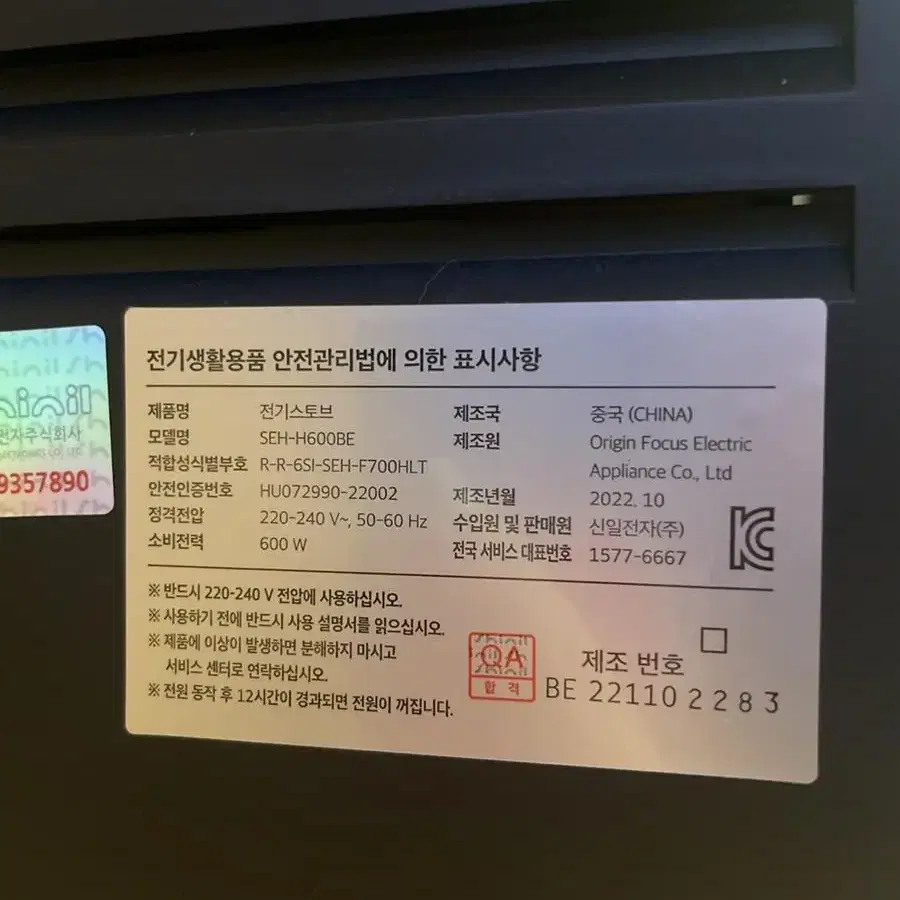 shinil
전자주식회사
9357890
전기생활용품 안전관리법에 의한 표시사항
제품명 전기스토브
모델명 SEH-H600BE
적합성식별부호 R-R-6SI-SEH-F700HLT
안전인증번호 HU072990-22002
정격전압 220-240 V~, 50-60 Hz
소비전력 600 W
제조국 중국 (CHINA)
제조원 Origin Focus Electric
Appliance Co., Ltd
제조년월 2022. 10
수입원 및 판매원 신일전자(주)
전국 서비스 대표번호 1577-6667
※ 반드시 220-240 V 전압에 사용하십시오.
※ 사용하기 전에 반드시 사용 설명서를 읽으십시오.
※ 제품에 이상이 발생하면 분해하지 마시고
서비스 센터로 연락하십시오.
※ 전원 동작 후 12시간이 경과되면 전원이 꺼집니다.
shinil
QA
합 격
제조 번호
BE 221102283